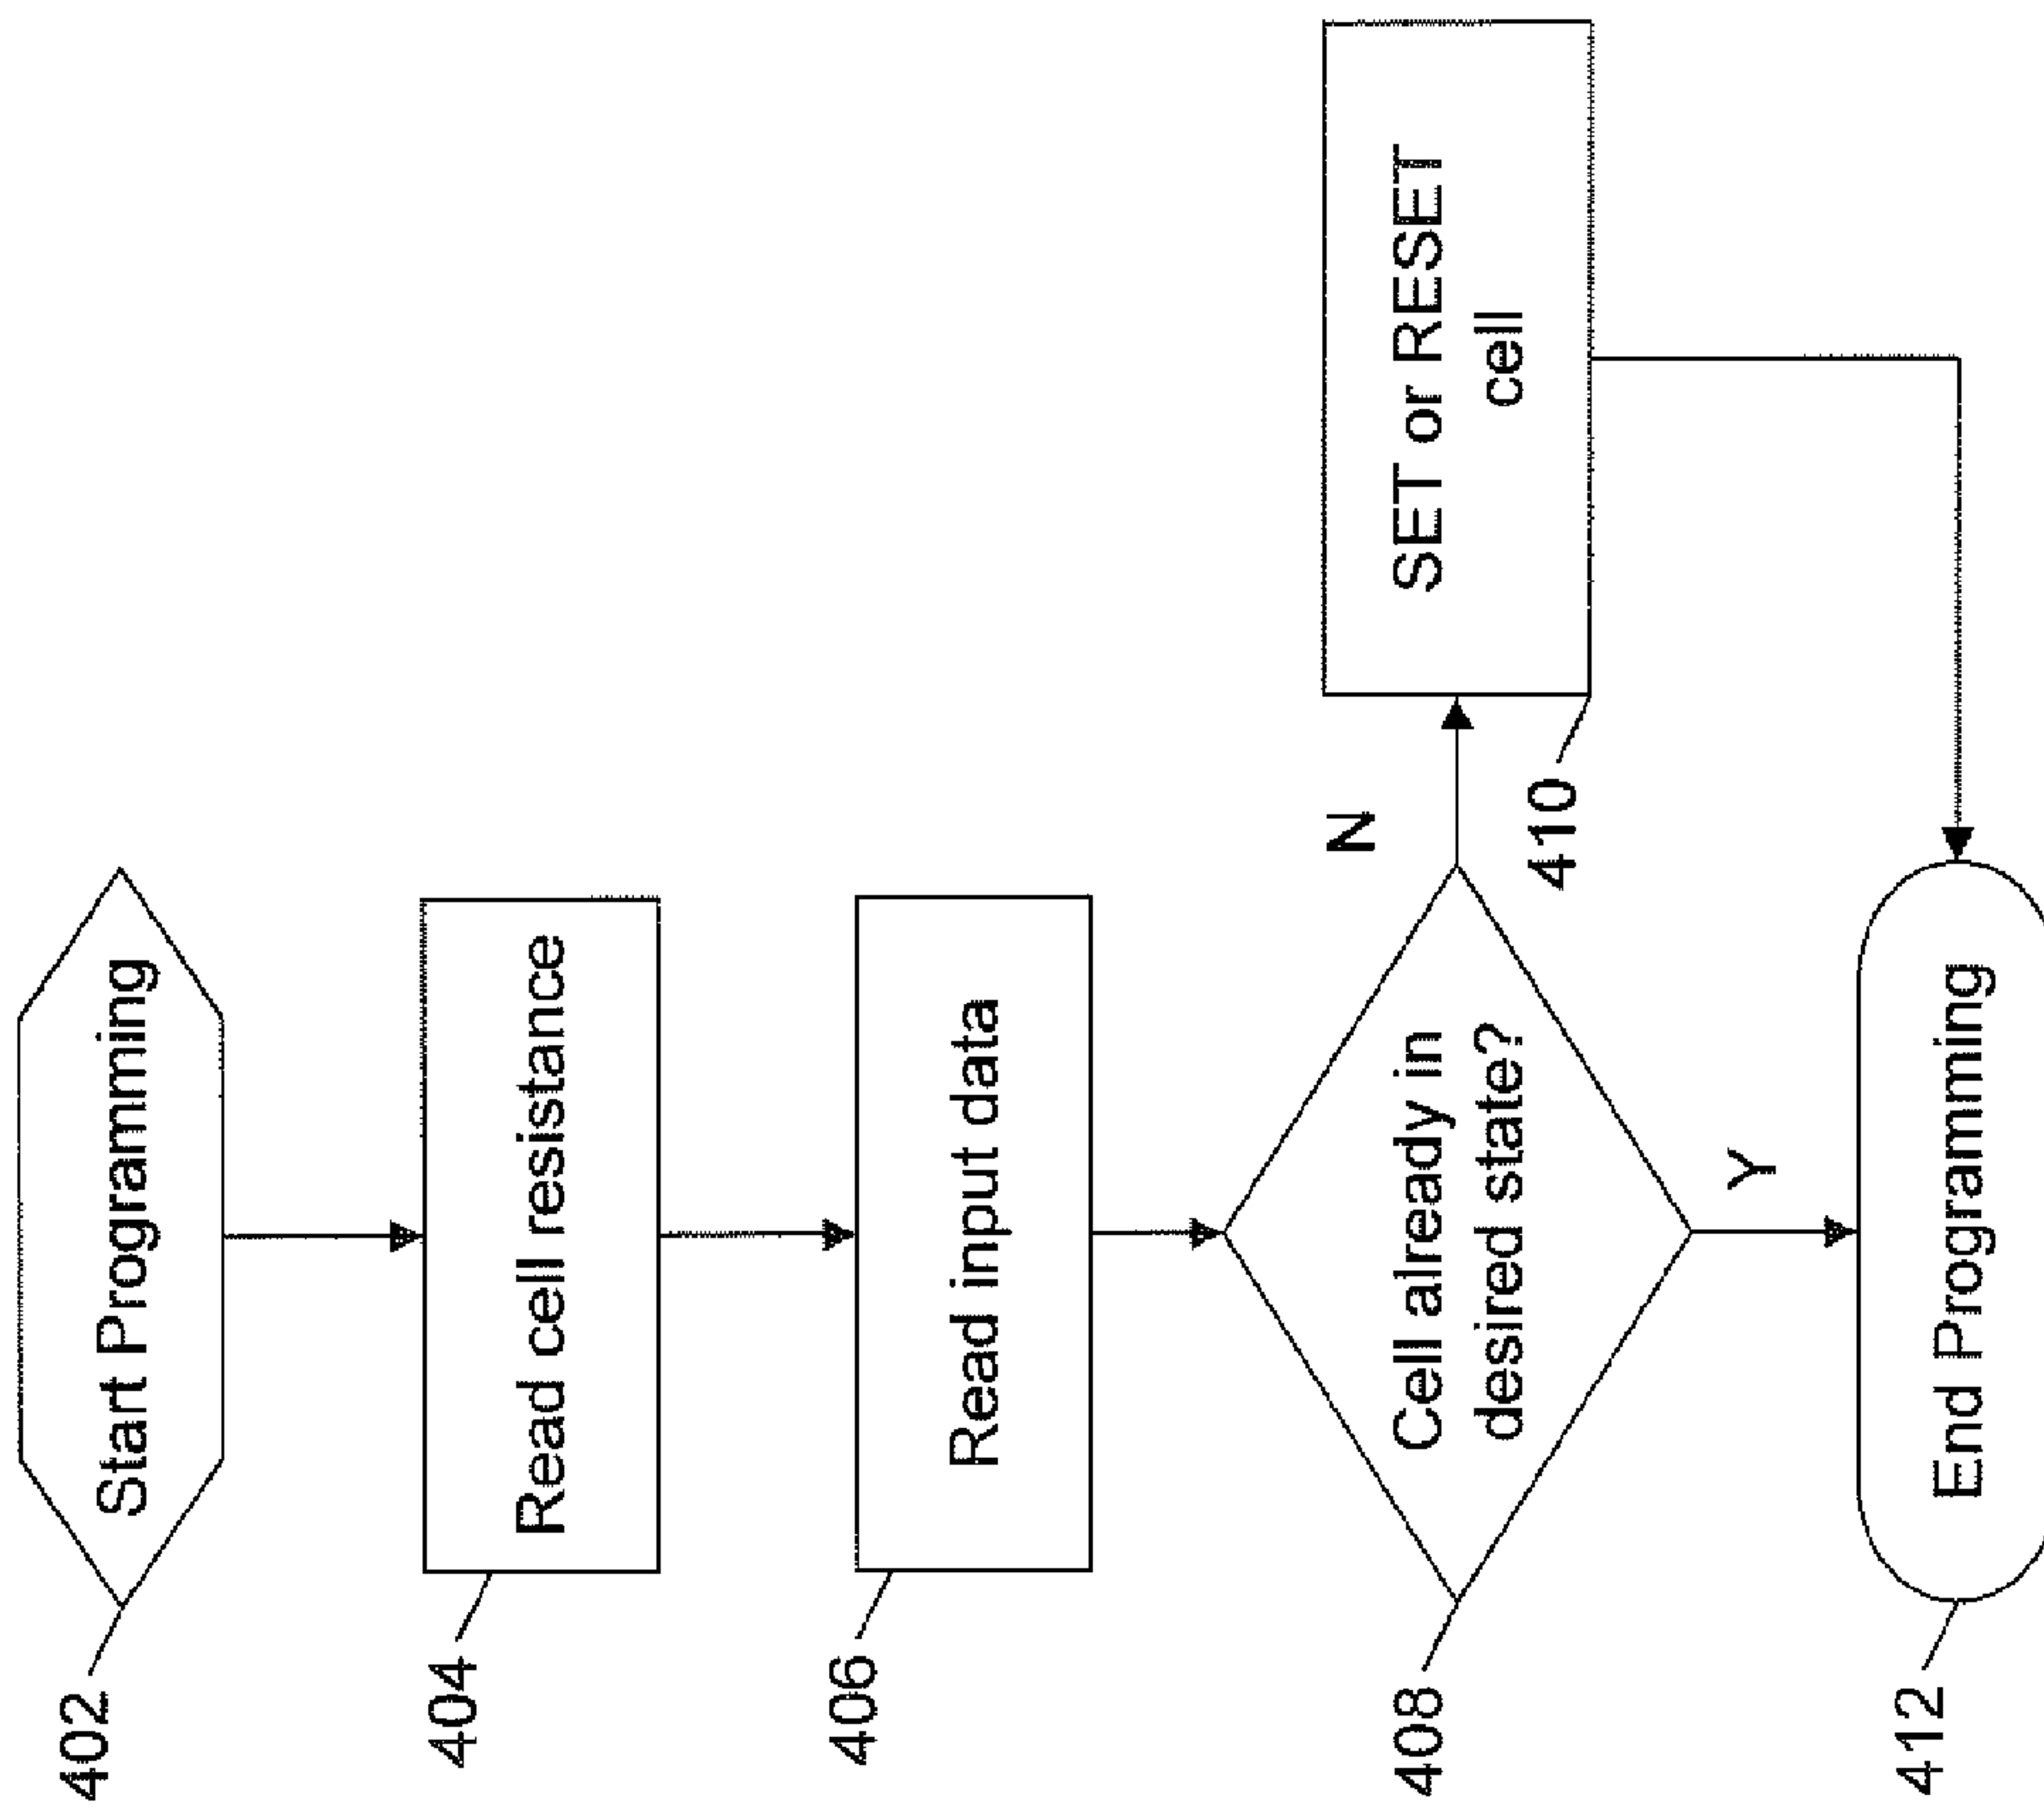 402
Start Programming
404
Read cell resistance
406
Read input data
408
Cell already in
desired state?
N
410
SET or RESET
cell
Y
412
End Programming